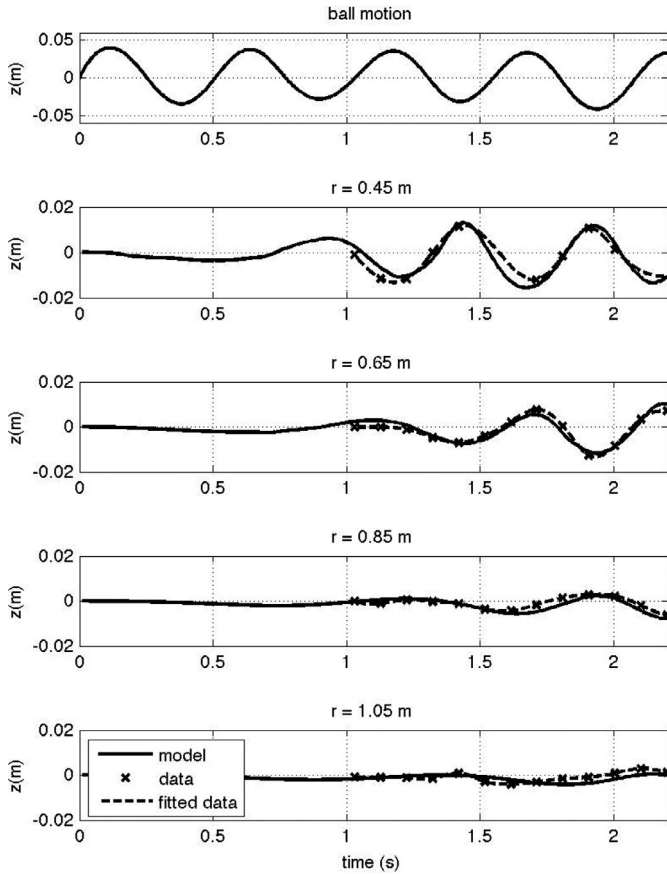 ball motion
0.05
0
-0.05
z(m)
0 0.5 1 1.5 2
r = 0.45 m
0.02
0
-0.02
z(m)
0 0.5 1 1.5 2
r = 0.65 m
0.02
0
-0.02
z(m)
0 0.5 1 1.5 2
r = 0.85 m
0.02
0
-0.02
z(m)
0 0.5 1 1.5 2
r = 1.05 m
0.02
0
-0.02
z(m)
model
data
fitted data
0 0.5 1 1.5 2
time (s)